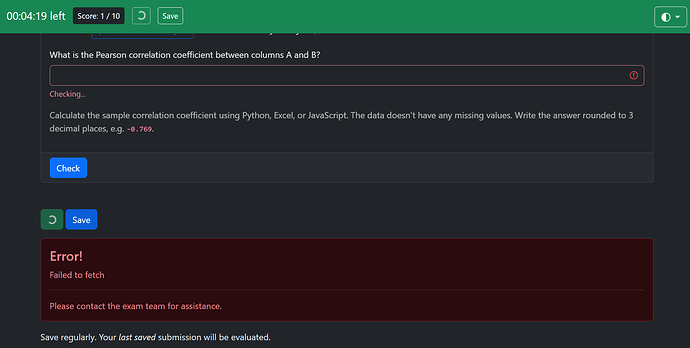 00:04:19 left
Score: 1 / 10
Save
What is the Pearson correlation coefficient between columns A and B?
Checking...
Calculate the sample correlation coefficient using Python, Excel, or JavaScript. The data doesn't have any missing values. Write the answer rounded to 3
decimal places, e.g. -0.769.
Check
Save
Error!
Failed to fetch
Please contact the exam team for assistance.
Save regularly. Your last saved submission will be evaluated.